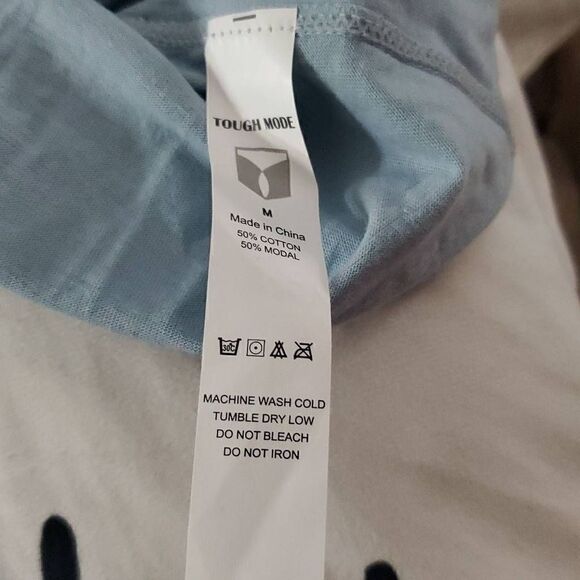 TOUGH MODE
M
Made in China
50% COTTON
50% MODAL
30C
MACHINE WASH COLD
TUMBLE DRY LOW
DO NOT BLEACH
DO NOT IRON